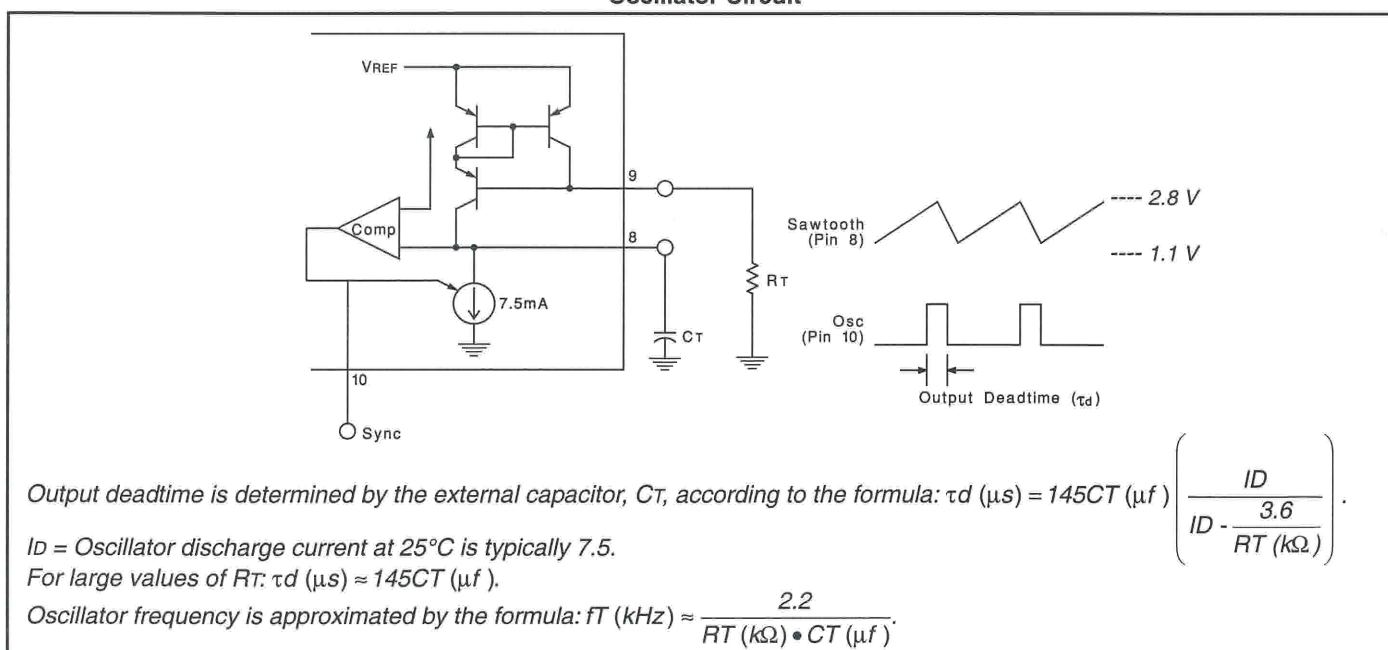 Oscillator Circuit
VREF
9
Comp
8
7.5mA
RT
CT
10
Sync
Sawtooth
(Pin 8)
---- 2.8 V
---- 1.1 V
Osc
(Pin 10)
Output Deadtime (τd)
Output deadtime is determined by the external capacitor, CT, according to the formula: τd (μs) = 145CT (μf) (ID / (ID - 3.6 / RT (kΩ))).
ID = Oscillator discharge current at 25°C is typically 7.5.
For large values of RT: τd (μs) ≈ 145CT (μf ).
Oscillator frequency is approximated by the formula: fT (kHz) ≈ 2.2 / RT (kΩ) • CT (μf).